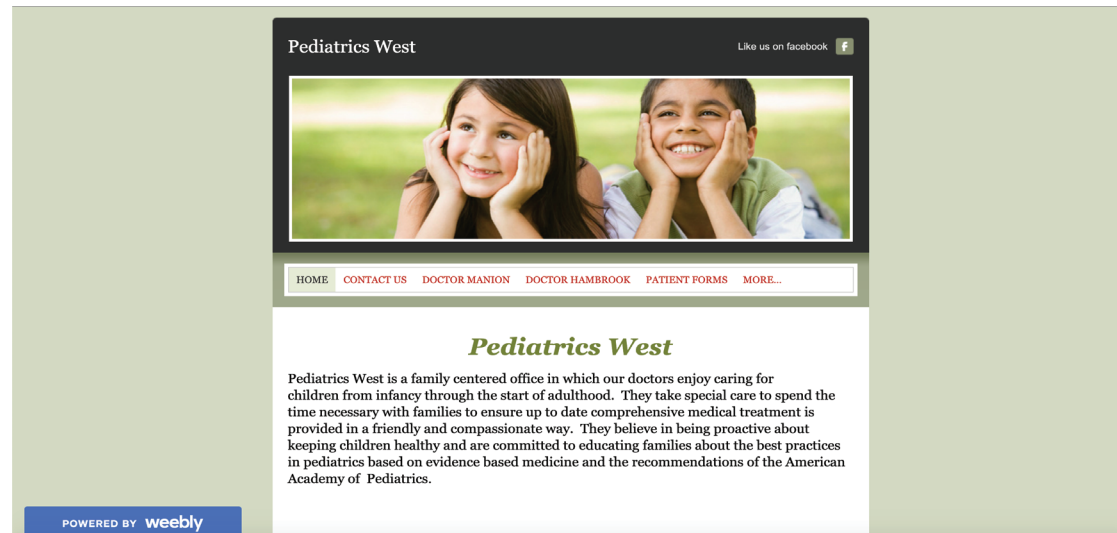 Pediatrics West
Like us on facebook
HOME CONTACT US DOCTOR MANION DOCTOR HAMBROOK PATIENT FORMS MORE...
Pediatrics West
Pediatrics West is a family centered office in which our doctors enjoy caring for
children from infancy through the start of adulthood.  They take special care to spend the
time necessary with families to ensure up to date comprehensive medical treatment is
provided in a friendly and compassionate way.  They believe in being proactive about
keeping children healthy and are committed to educating families about the best practices
in pediatrics based on evidence based medicine and the recommendations of the American
Academy of  Pediatrics.
POWERED BY weebly